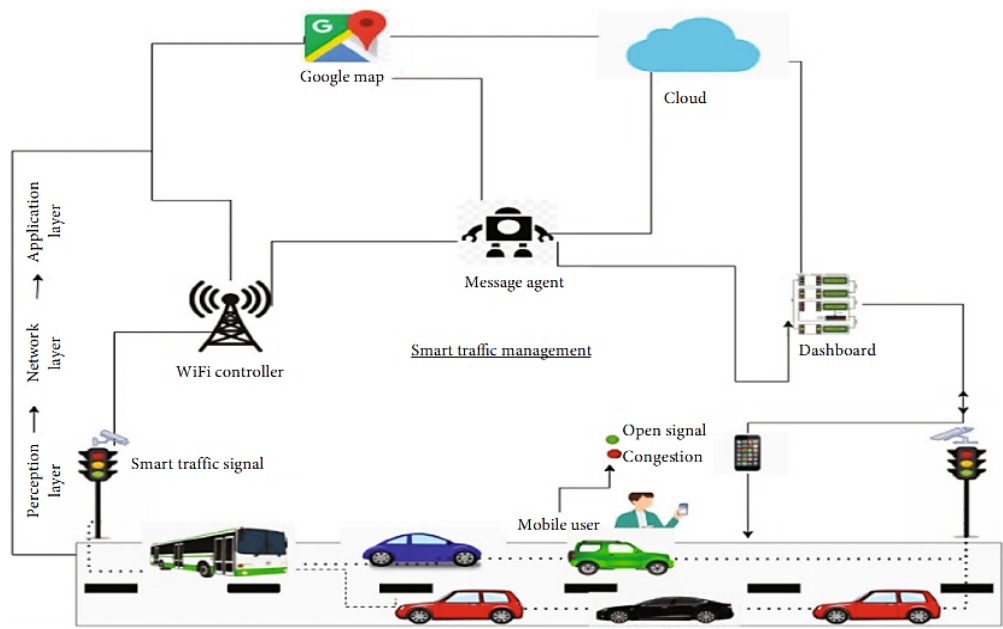 G
Google map
Cloud
Application
layer
Message agent
Network
layer
WiFi controller
Smart traffic management
Dashboard
Perception
layer
Smart traffic signal
Open signal
Congestion
Mobile user